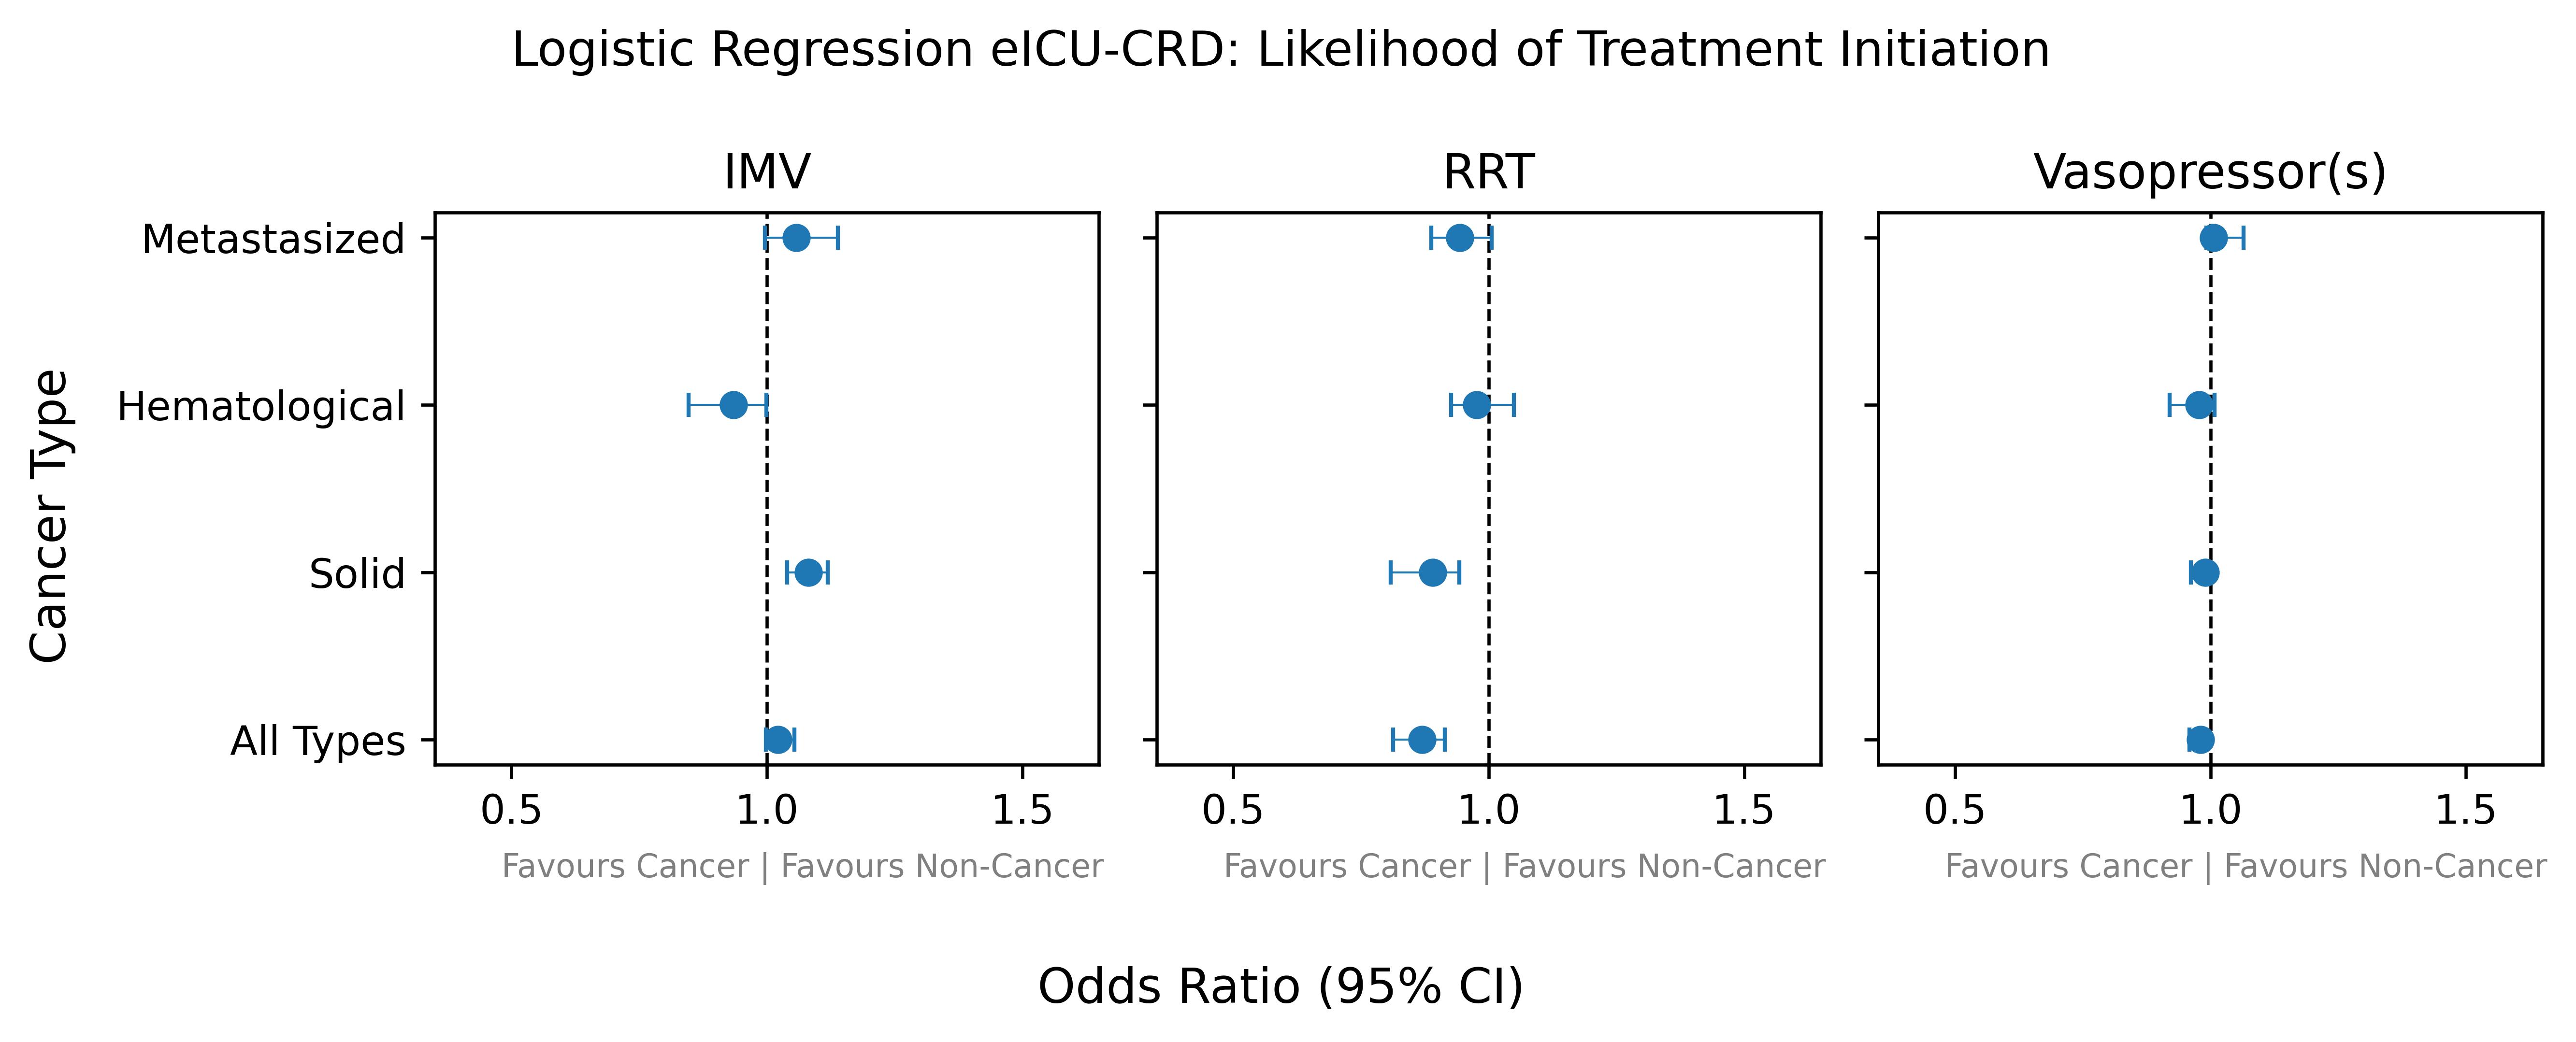 Logistic Regression eICU-CRD: Likelihood of Treatment Initiation
IMV
RRT
Vasopressor(s)
Cancer Type
Metastasized
Hematological
Solid
All Types
0.5 1.0 1.5
0.5 1.0 1.5
0.5 1.0 1.5
Favours Cancer | Favours Non-Cancer
Favours Cancer | Favours Non-Cancer
Favours Cancer | Favours Non-Cancer
Odds Ratio (95% CI)